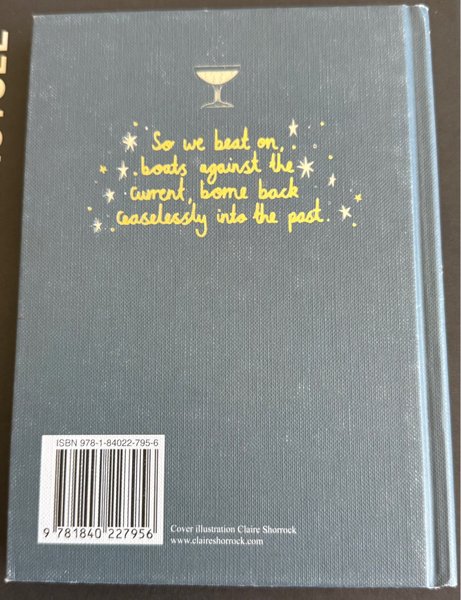 So we beat on,
boats against the
current, borne back
ceaselessly into the past.
ISBN 978-1-84022-795-6
9 781840 227956
Cover illustration Claire Shorrock
www.claireshorrock.com